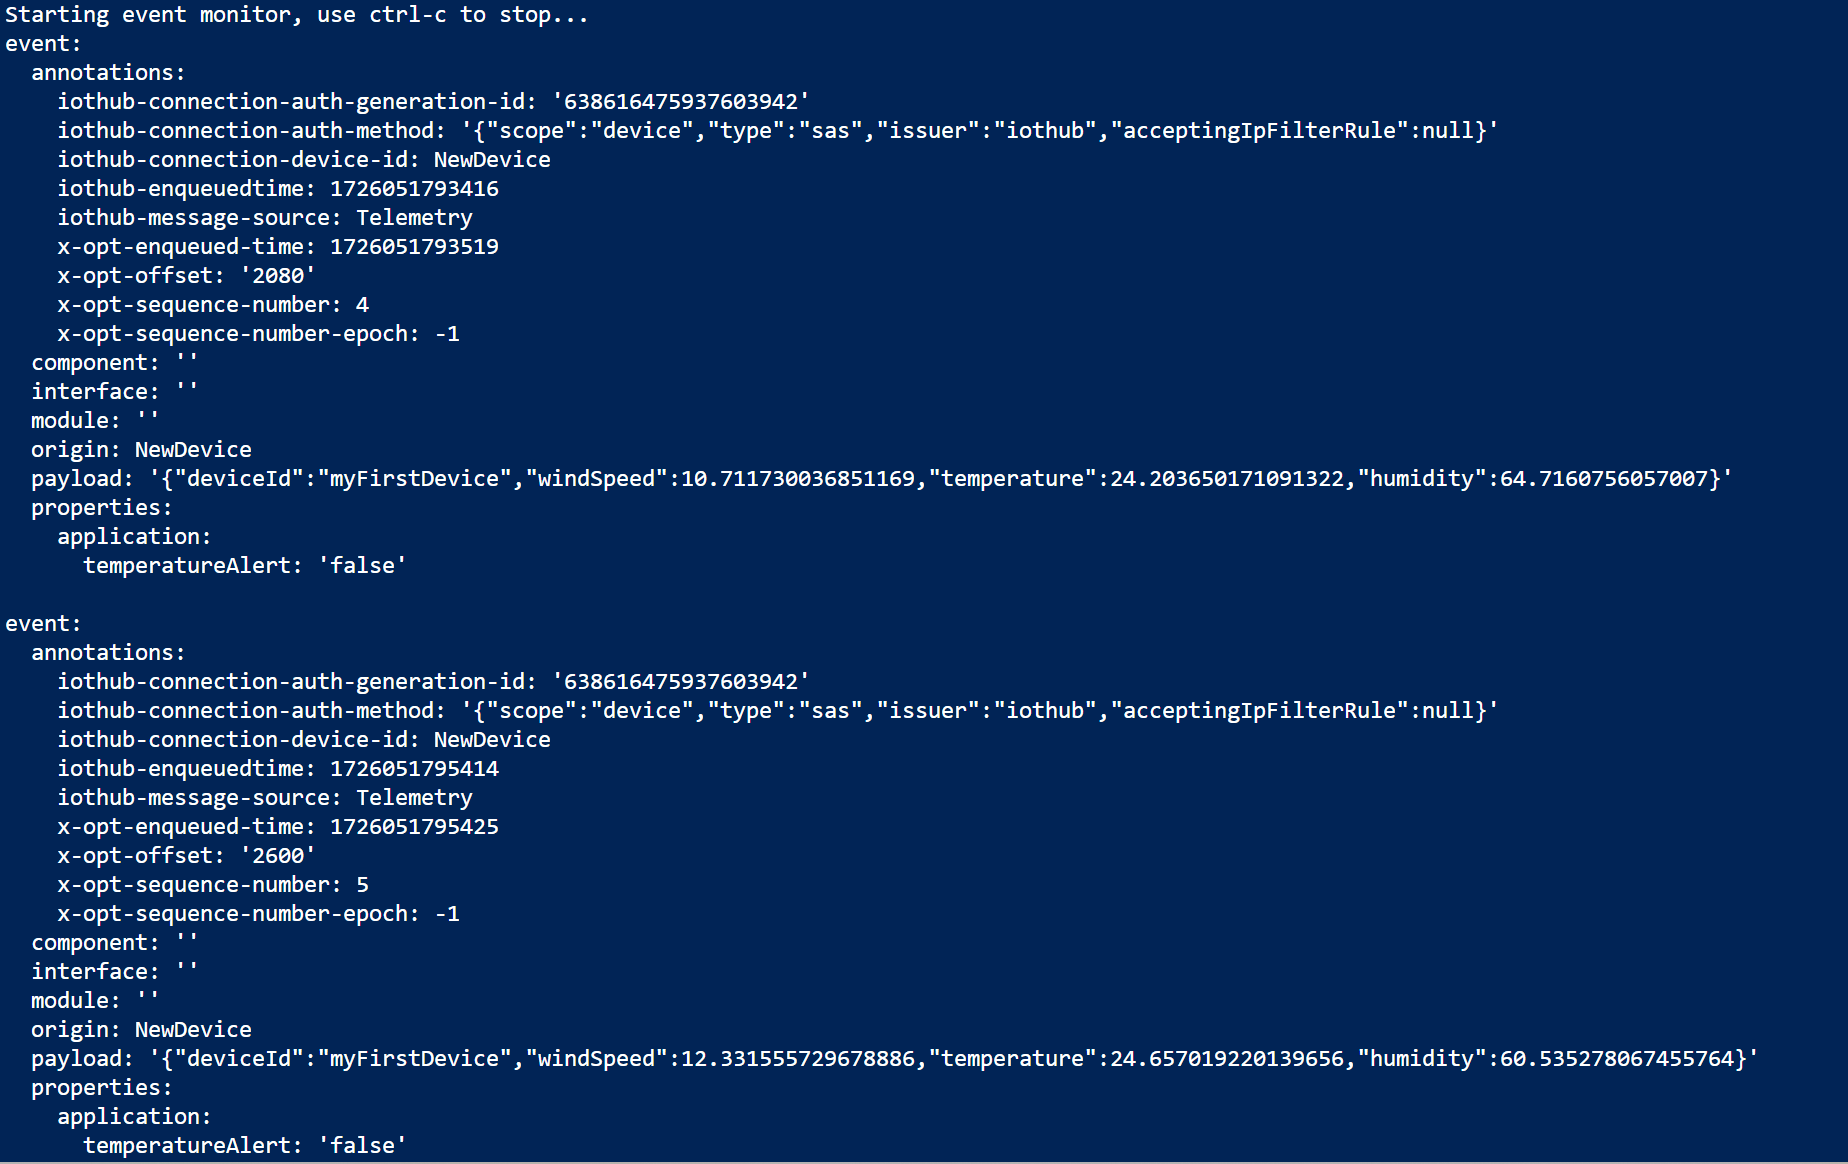 Starting event monitor, use ctrl-c to stop...
event:
  annotations:
    iothub-connection-auth-generation-id: '638616475937603942'
    iothub-connection-auth-method: '{"scope":"device","type":"sas","issuer":"iothub","acceptingIpFilterRule":null}'
    iothub-connection-device-id: NewDevice
    iothub-enqueuedtime: 1726051793416
    iothub-message-source: Telemetry
    x-opt-enqueued-time: 1726051793519
    x-opt-offset: '2080'
    x-opt-sequence-number: 4
    x-opt-sequence-number-epoch: -1
  component: ''
  interface: ''
  module: ''
  origin: NewDevice
  payload: '{"deviceId":"myFirstDevice","windSpeed":10.711730036851169,"temperature":24.203650171091322,"humidity":64.7160756057007}'
  properties:
    application:
      temperatureAlert: 'false'

event:
  annotations:
    iothub-connection-auth-generation-id: '638616475937603942'
    iothub-connection-auth-method: '{"scope":"device","type":"sas","issuer":"iothub","acceptingIpFilterRule":null}'
    iothub-connection-device-id: NewDevice
    iothub-enqueuedtime: 1726051795414
    iothub-message-source: Telemetry
    x-opt-enqueued-time: 1726051795425
    x-opt-offset: '2600'
    x-opt-sequence-number: 5
    x-opt-sequence-number-epoch: -1
  component: ''
  interface: ''
  module: ''
  origin: NewDevice
  payload: '{"deviceId":"myFirstDevice","windSpeed":12.331555729678886,"temperature":24.657019220139656,"humidity":60.535278067455764}'
  properties:
    application:
      temperatureAlert: 'false'